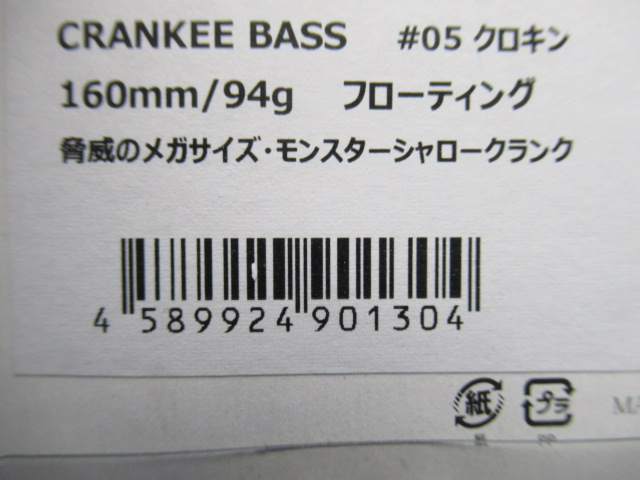 CRANKEE BASS #05 クロキン
160mm/94g フローティング
脅威のメガサイズ・モンスターシャロークランク
4 589924 901304
紙 プラ
PP